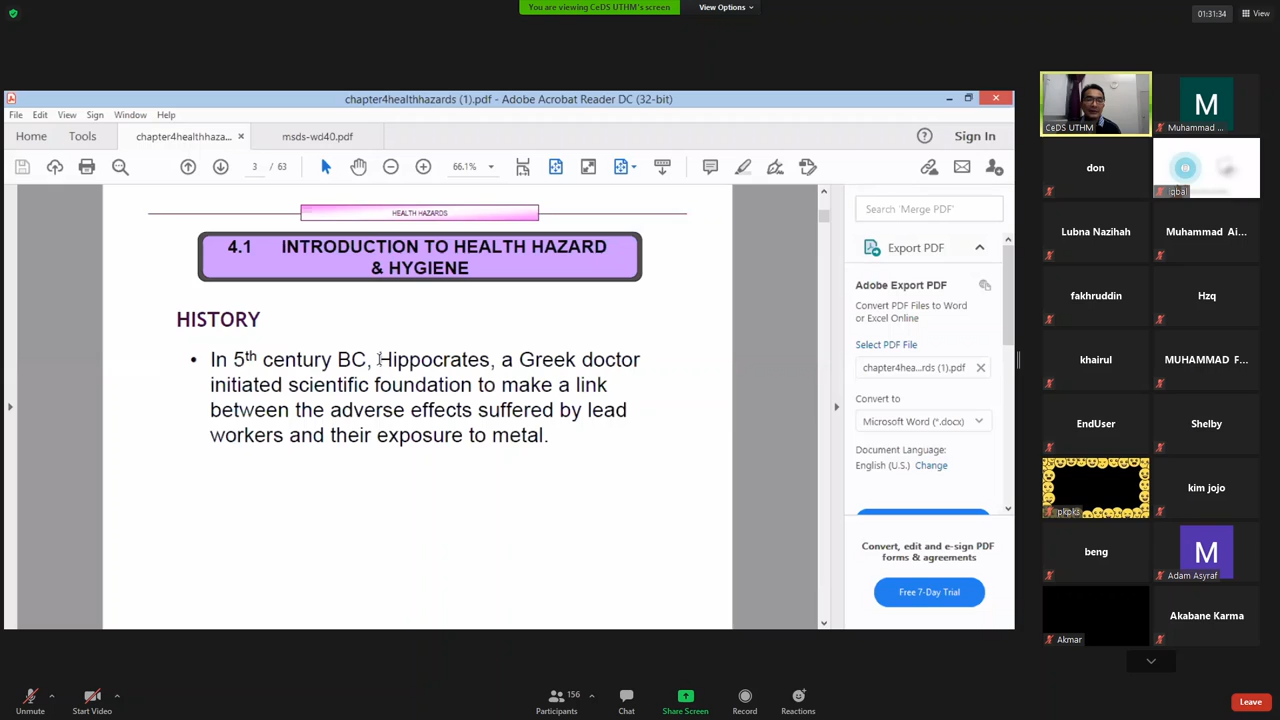 You are viewing CeDS UTHM's screen
View Options
01:31:34
View
chapter4healthhazards (1).pdf - Adobe Acrobat Reader DC (32-bit)
File Edit View Sign Window Help
Home Tools chapter4healthhaza... msds-wd40.pdf Sign In
3 / 63 66.1%
HEALTH HAZARDS
4.1 INTRODUCTION TO HEALTH HAZARD
& HYGIENE
HISTORY
• In 5th century BC, Hippocrates, a Greek doctor
initiated scientific foundation to make a link
between the adverse effects suffered by lead
workers and their exposure to metal.
Search 'Merge PDF'
Export PDF
Adobe Export PDF
Convert PDF Files to Word
or Excel Online
Select PDF File
chapter4hea...rds (1).pdf
Convert to
Microsoft Word (*.docx)
Document Language:
English (U.S.) Change
Convert, edit and e-sign PDF
forms & agreements
Free 7-Day Trial
CeDS UTHM
M
Muhammad ...
don
iqbal
Lubna Nazihah
Muhammad Ai...
fakhruddin
Hzq
khairul
MUHAMMAD F...
EndUser
Shelby
pkpks
kim jojo
beng
M
Adam Asyraf
Akmar
Akabane Karma
Unmute
Start Video
156
Participants
Chat
Share Screen
Record
Reactions
Leave